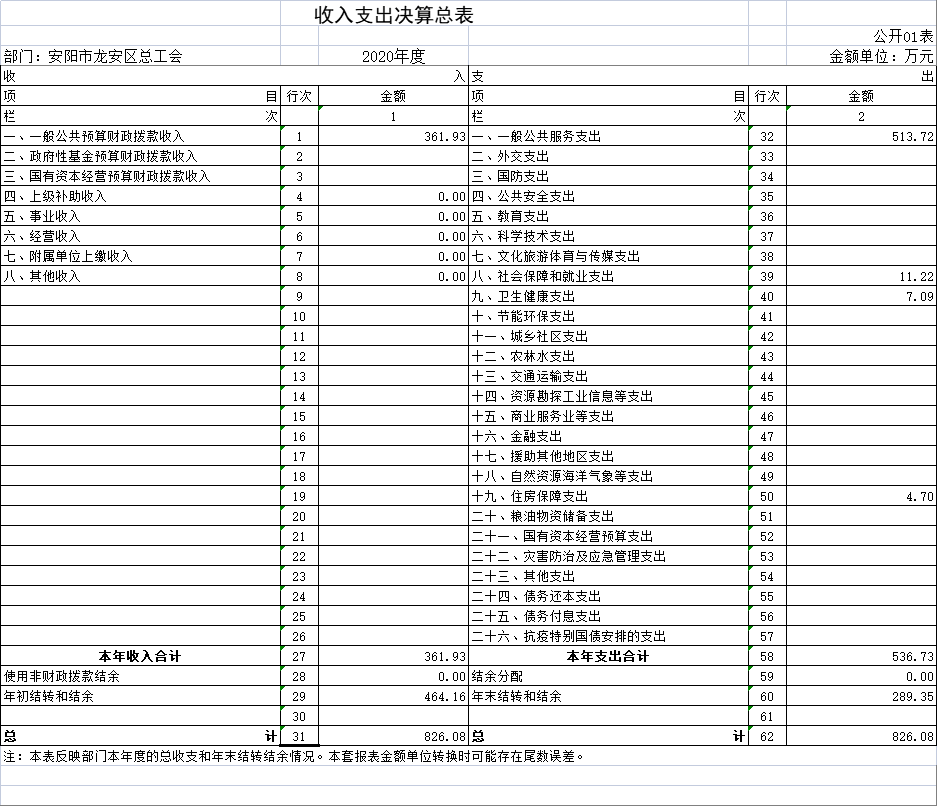 收入支出决算总表
公开01表
部门：安阳市龙安区总工会 2020年度 金额单位：万元
收 入 支 出
项 目 行次 金额 项 目 行次 金额
栏 次 1 栏 次 2
一、一般公共预算财政拨款收入 1 361.93 一、一般公共服务支出 32 513.72
二、政府性基金预算财政拨款收入 2 二、外交支出 33
三、国有资本经营预算财政拨款收入 3 三、国防支出 34
四、上级补助收入 4 0.00 四、公共安全支出 35
五、事业收入 5 0.00 五、教育支出 36
六、经营收入 6 0.00 六、科学技术支出 37
七、附属单位上缴收入 7 0.00 七、文化旅游体育与传媒支出 38
八、其他收入 8 0.00 八、社会保障和就业支出 39 11.22
9 九、卫生健康支出 40 7.09
10 十、节能环保支出 41
11 十一、城乡社区支出 42
12 十二、农林水支出 43
13 十三、交通运输支出 44
14 十四、资源勘探工业信息等支出 45
15 十五、商业服务业等支出 46
16 十六、金融支出 47
17 十七、援助其他地区支出 48
18 十八、自然资源海洋气象等支出 49
19 十九、住房保障支出 50 4.70
20 二十、粮油物资储备支出 51
21 二十一、国有资本经营预算支出 52
22 二十二、灾害防治及应急管理支出 53
23 二十三、其他支出 54
24 二十四、债务还本支出 55
25 二十五、债务付息支出 56
26 二十六、抗疫特别国债安排的支出 57
本年收入合计 27 361.93 本年支出合计 58 536.73
使用非财政拨款结余 28 0.00 结余分配 59 0.00
年初结转和结余 29 464.16 年末结转和结余 60 289.35
30 61
总 计 31 826.08 总 计 62 826.08
注：本表反映部门本年度的总收支和年末结转结余情况。本套报表金额单位转换时可能存在尾数误差。